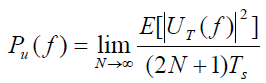 P_u(f) = lim_{N→∞} E[|U_T(f)|^2] / (2N+1)T_s